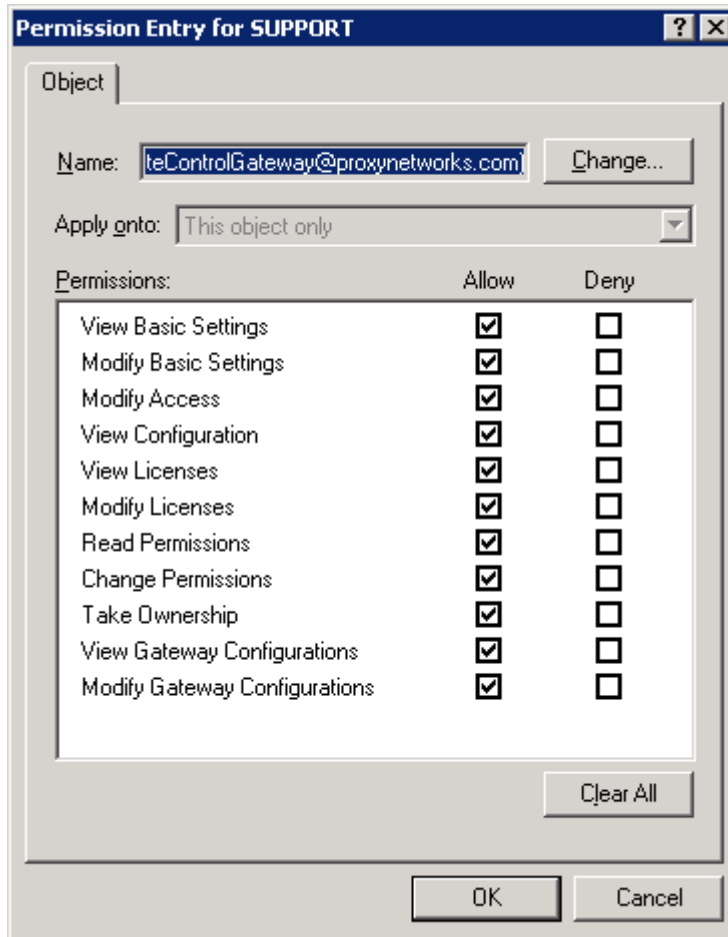 Permission Entry for SUPPORT
Object
Name: teControlGateway@proxynetworks.com) Change...
Apply onto: This object only
Permissions: Allow Deny
View Basic Settings
Modify Basic Settings
Modify Access
View Configuration
View Licenses
Modify Licenses
Read Permissions
Change Permissions
Take Ownership
View Gateway Configurations
Modify Gateway Configurations
Clear All
OK Cancel